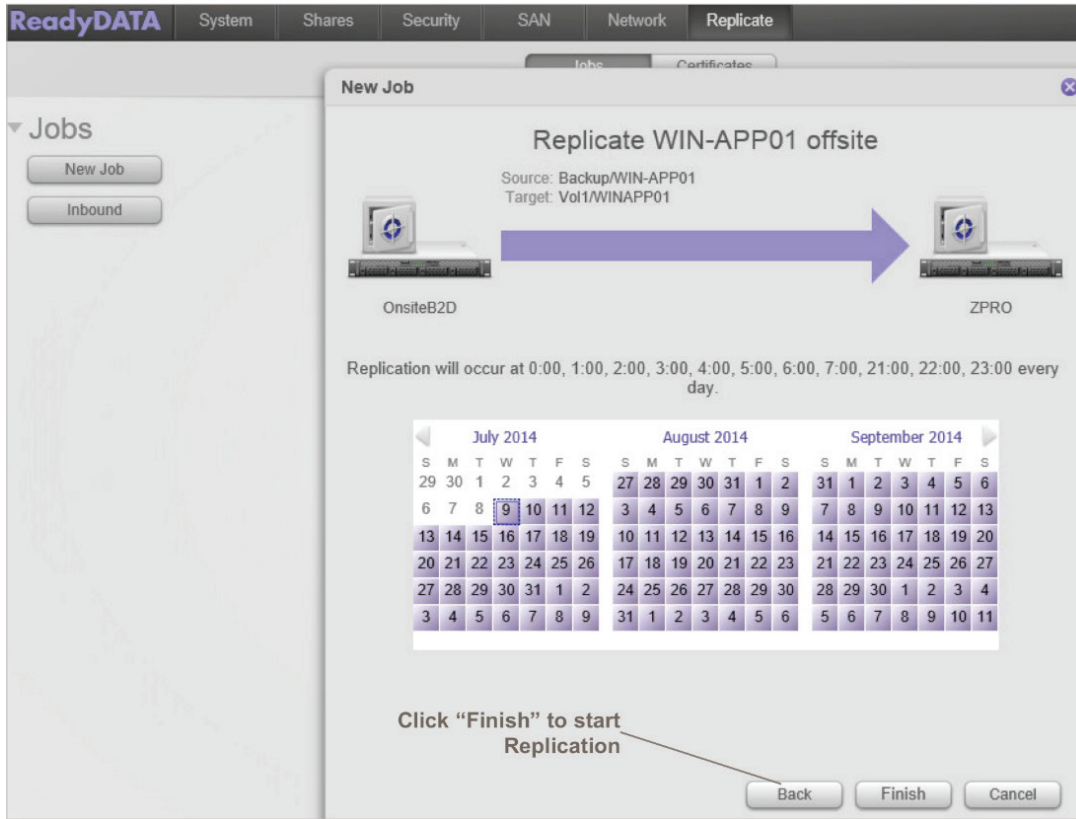 ReadyDATA System Shares Security SAN Network Replicate
Jobs Certificates
New Job
Jobs
New Job
Inbound
Replicate WIN-APP01 offsite
Source: Backup/WIN-APP01
Target: Vol1/WINAPP01
OnsiteB2D
ZPRO
Replication will occur at 0:00, 1:00, 2:00, 3:00, 4:00, 5:00, 6:00, 7:00, 21:00, 22:00, 23:00 every
day.
July 2014
S M T W T F S
29 30 1 2 3 4 5
6 7 8 9 10 11 12
13 14 15 16 17 18 19
20 21 22 23 24 25 26
27 28 29 30 31 1 2
3 4 5 6 7 8 9
August 2014
S M T W T F S
27 28 29 30 31 1 2
3 4 5 6 7 8 9
10 11 12 13 14 15 16
17 18 19 20 21 22 23
24 25 26 27 28 29 30
31 1 2 3 4 5 6
September 2014
S M T W T F S
31 1 2 3 4 5 6
7 8 9 10 11 12 13
14 15 16 17 18 19 20
21 22 23 24 25 26 27
28 29 30 1 2 3 4
5 6 7 8 9 10 11
Click “Finish” to start
Replication
Back Finish Cancel